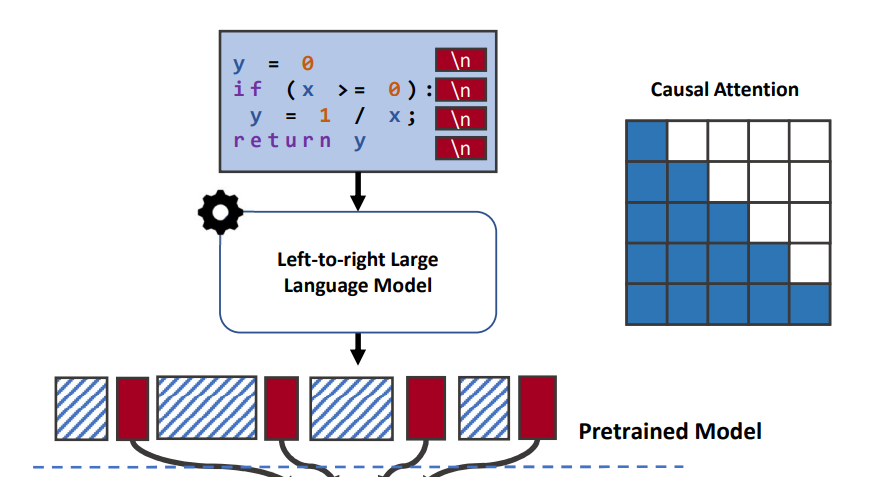 y = 0 \n
if (x >= 0): \n
y = 1 / x; \n
return y \n
Causal Attention
Left-to-right Large
Language Model
Pretrained Model